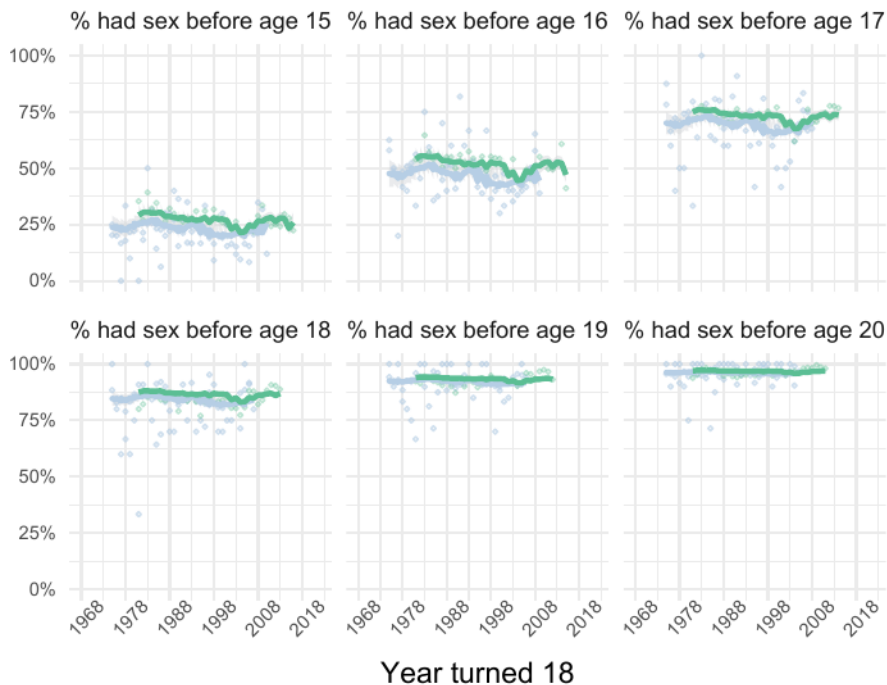 % had sex before age 15
% had sex before age 16
% had sex before age 17
100%
75%
50%
25%
0%
% had sex before age 18
% had sex before age 19
% had sex before age 20
100%
75%
50%
25%
0%
1968 1978 1988 1998 2008 2018
1968 1978 1988 1998 2008 2018
1968 1978 1988 1998 2008 2018
Year turned 18